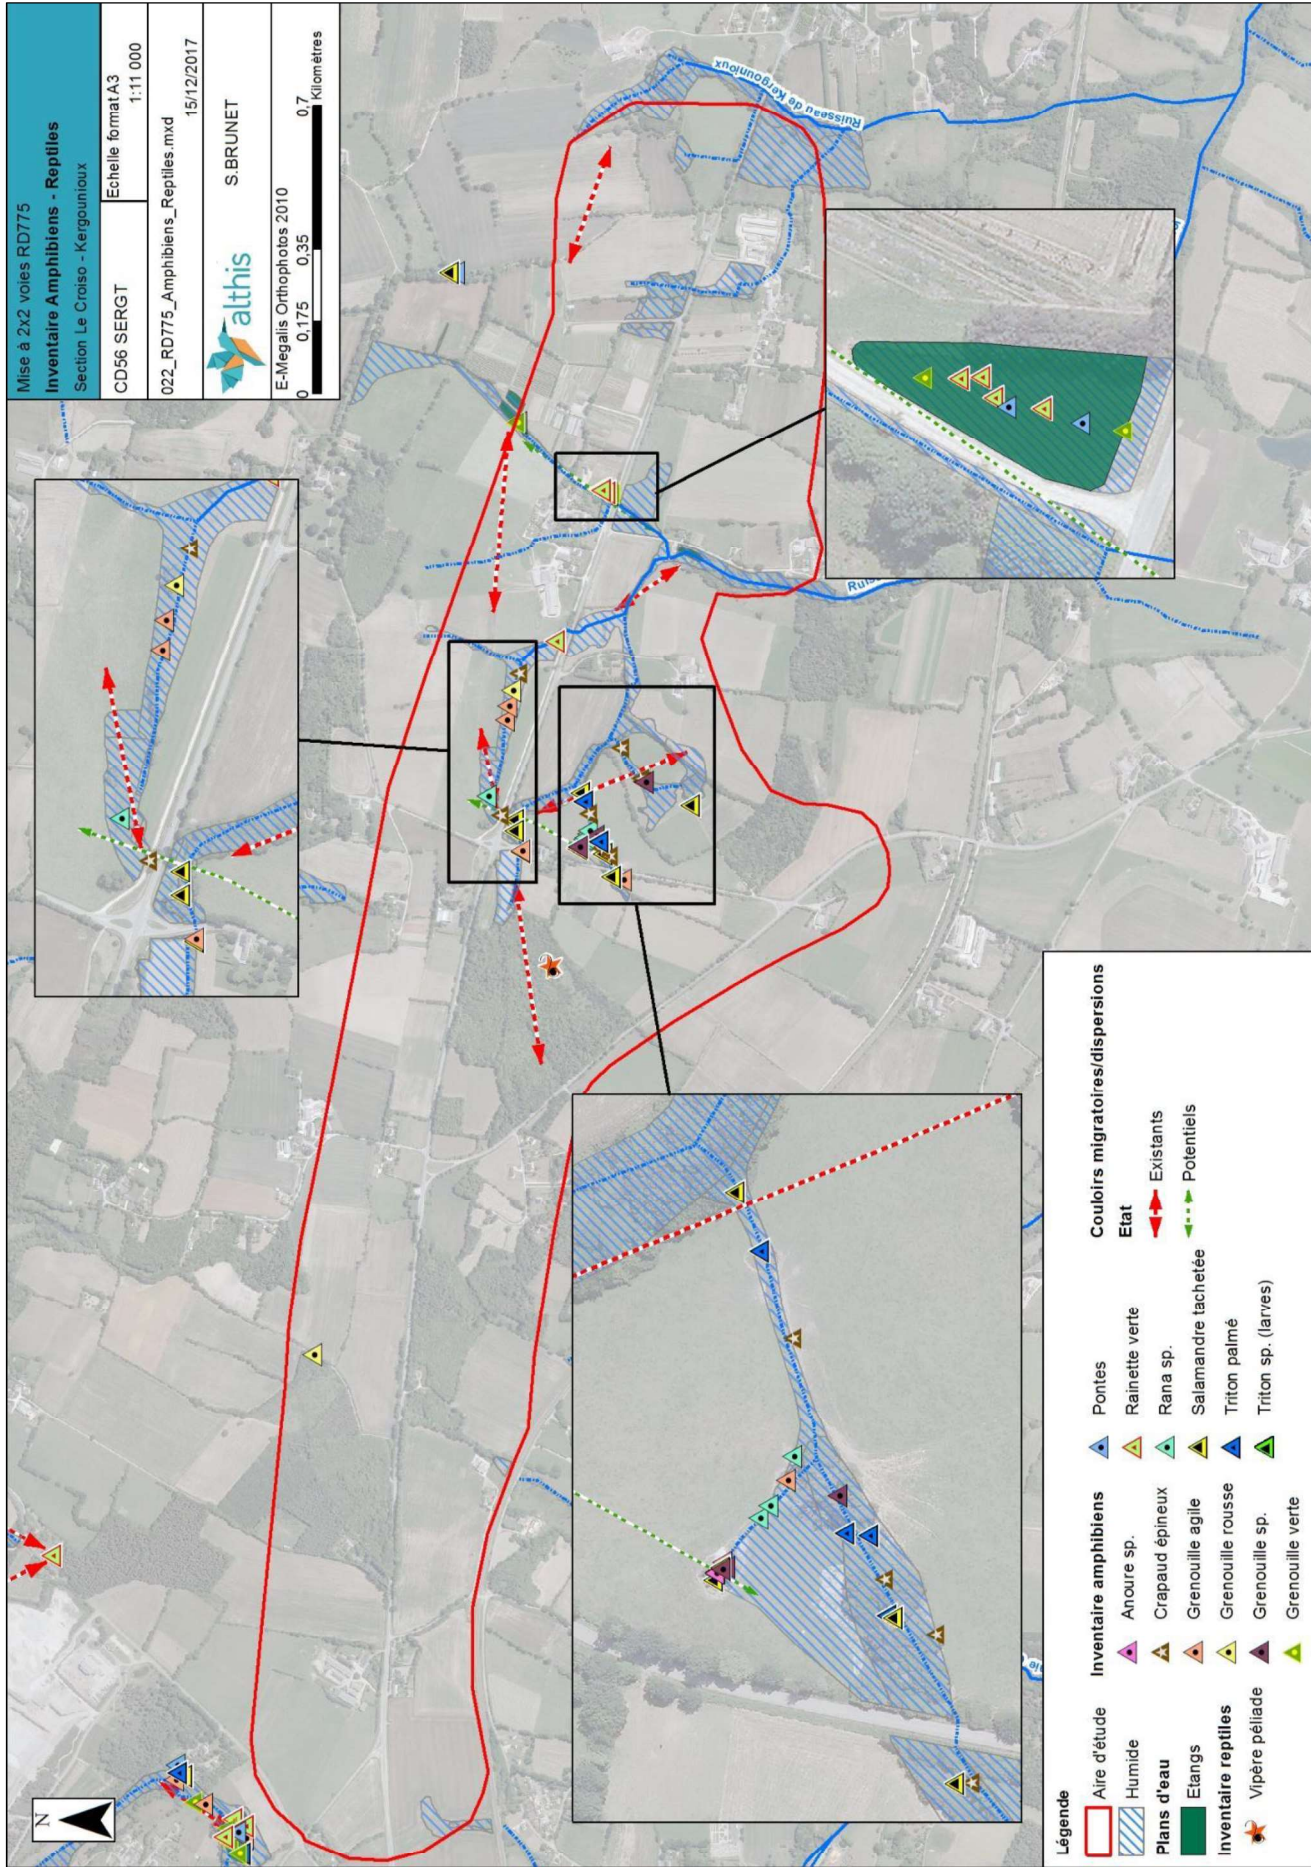 Mise à 2x2 voies RD775
Inventaire Amphibiens - Reptiles
Section Le Croiso - Kergounioux
CD56 SERGT
Echelle format A3
1:11 000
022_RD775_Amphibiens_Reptiles.mxd
15/12/2017
althis
S.BRUNET
E-Megalis Orthophotos 2010
0 0,175 0,35 0,7
Kilomètres
N
Ruisseau de Kergounioux
Ruis
Légende
Aire d'étude
Humide
Plans d'eau
Etangs
Inventaire reptiles
Vipère péliade
Inventaire amphibiens
Anoure sp.
Crapaud épineux
Grenouille agile
Grenouille rousse
Grenouille sp.
Grenouille verte
Pontes
Rainette verte
Rana sp.
Salamandre tachetée
Triton palmé
Triton sp. (larves)
Couloirs migratoires/dispersions
Etat
Existants
Potentiels